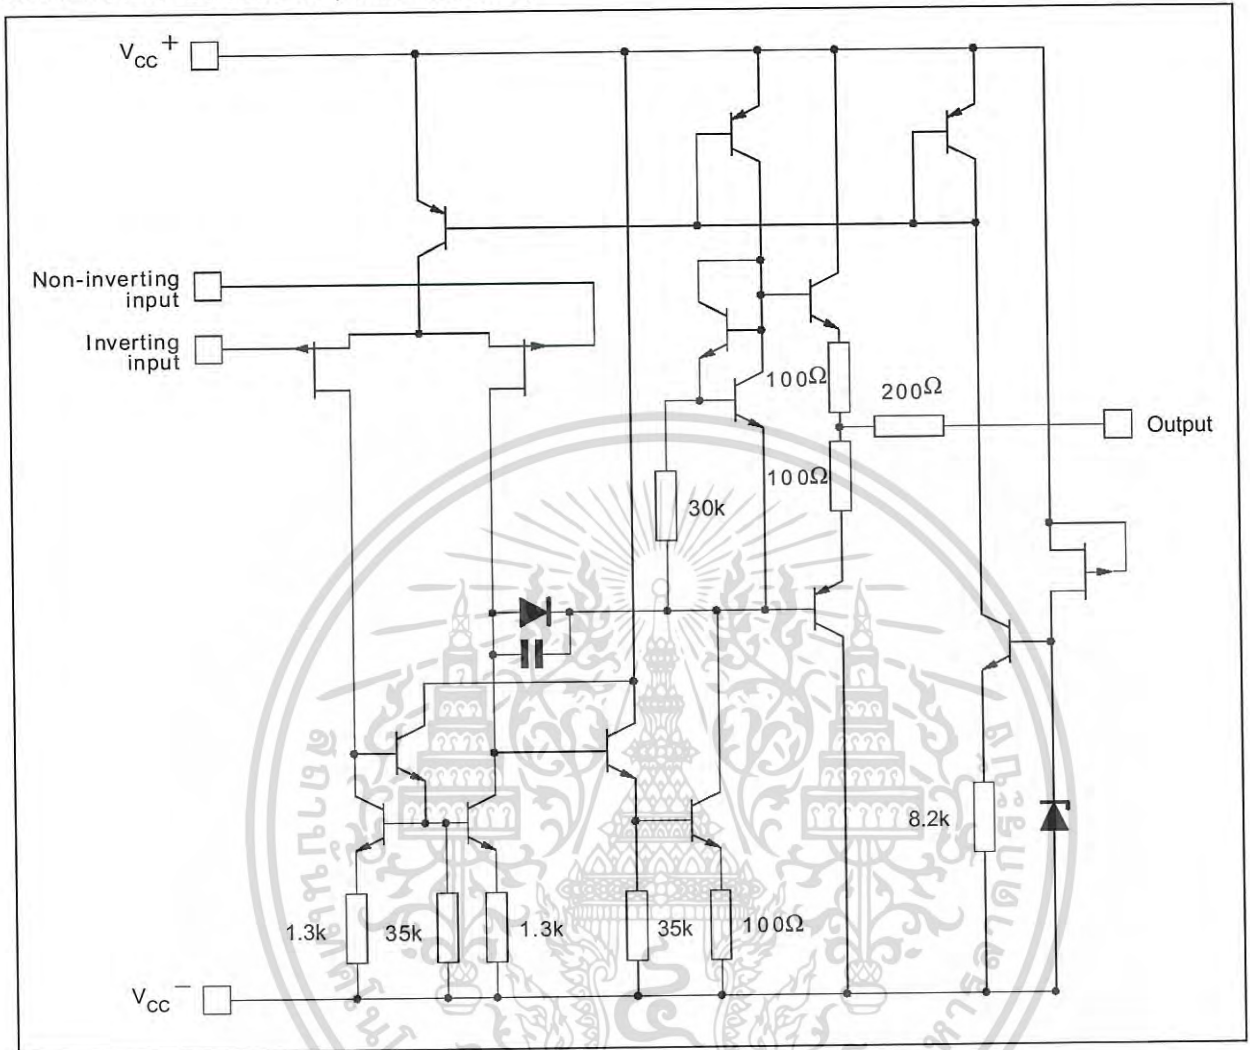 VCC+
Non-inverting
input
Inverting
input
100Ω
200Ω
Output
100Ω
30k
8.2k
1.3k
35k
1.3k
35k
100Ω
VCC−